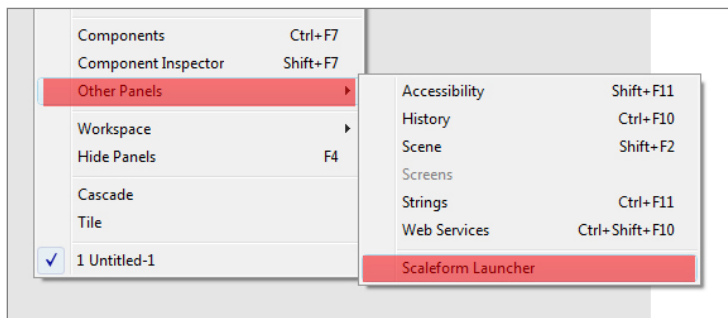 Components Ctrl+F7
Component Inspector Shift+F7
Other Panels
Workspace
Hide Panels F4
Cascade
Tile
1 Untitled-1
Accessibility Shift+F11
History Ctrl+F10
Scene Shift+F2
Screens
Strings Ctrl+F11
Web Services Ctrl+Shift+F10
Scaleform Launcher